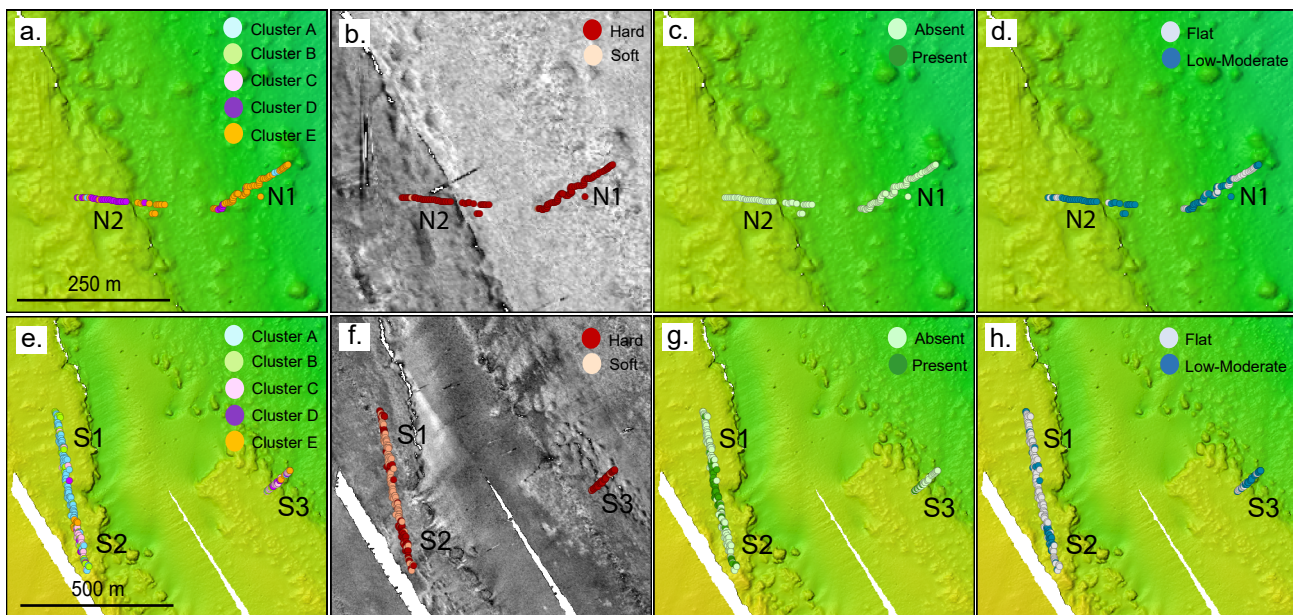 a.
Cluster A
Cluster B
Cluster C
Cluster D
Cluster E
N1
N2
250 m
b.
Hard
Soft
N1
N2
c.
Absent
Present
N1
N2
d.
Flat
Low-Moderate
N1
N2
e.
Cluster A
Cluster B
Cluster C
Cluster D
Cluster E
S1
S2
S3
500 m
f.
Hard
Soft
S1
S2
S3
g.
Absent
Present
S1
S2
S3
h.
Flat
Low-Moderate
S1
S2
S3